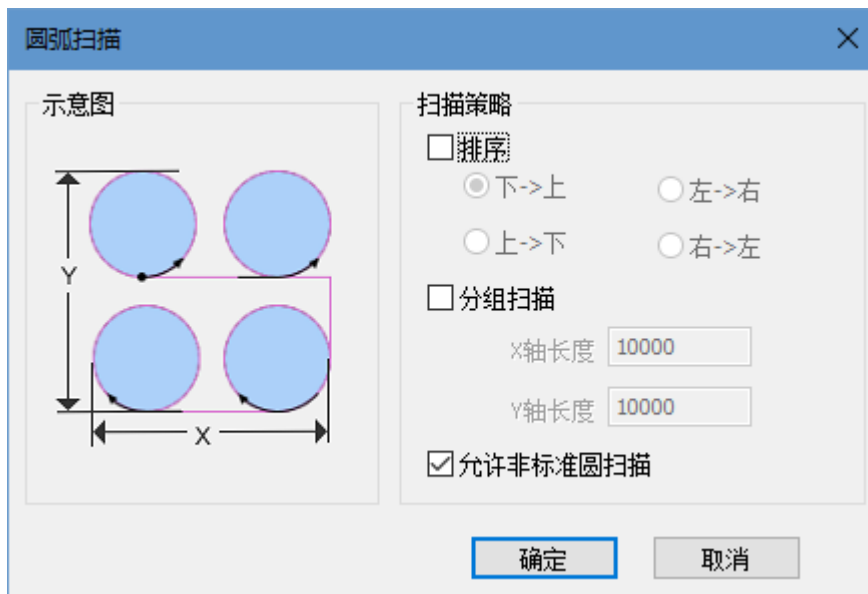 圆弧扫描
示意图
Y
X
扫描策略
排序
下->上
左->右
上->下
右->左
分组扫描
X轴长度 10000
Y轴长度 10000
允许非标准圆扫描
确定
取消